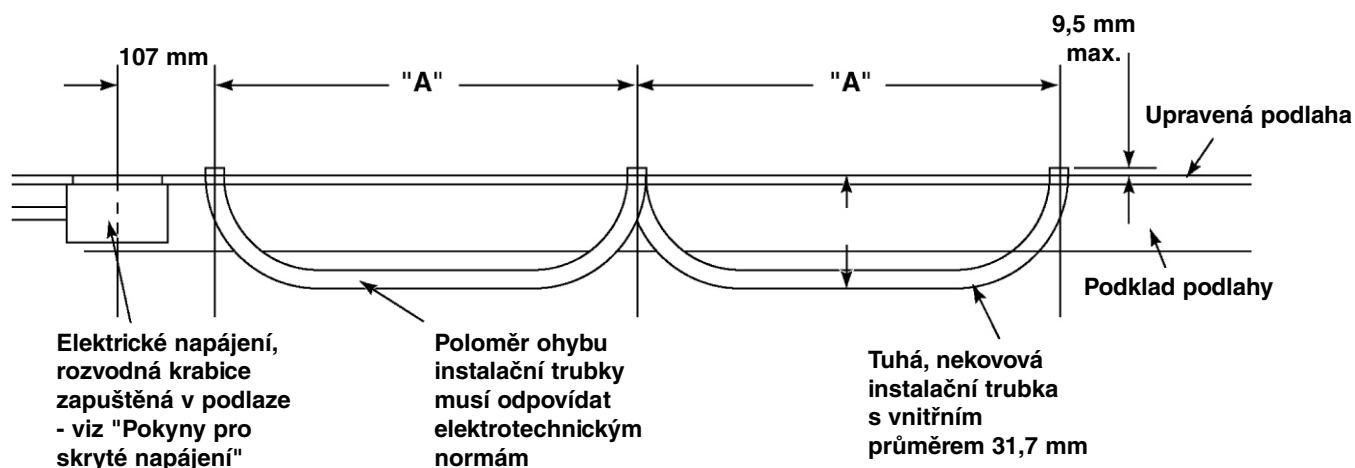 107 mm
"A"
"A"
9,5 mm
max.
Upravená podlaha
Podklad podlahy
Elektrické napájení,
rozvodná krabice
zapuštěná v podlaze
- viz "Pokyny pro
skryté napájení"
Poloměr ohybu
instalační trubky
musí odpovídat
elektrotechnickým
normám
Tuhá, nekovová
instalační trubka
s vnitřním
průměrem 31,7 mm